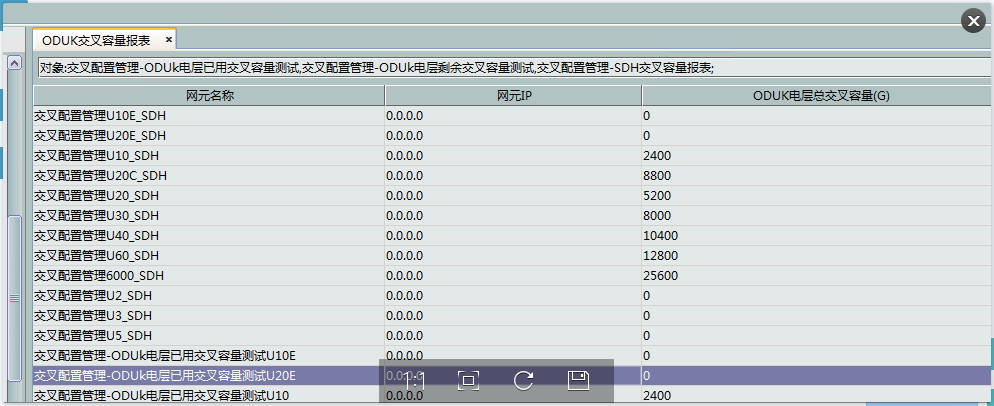 ODUK交叉容量报表 ×
对象:交叉配置管理-ODUk电层已用交叉容量测试,交叉配置管理-ODUk电层剩余交叉容量测试,交叉配置管理-SDH交叉容量报表;
网元名称 网元IP ODUK电层总交叉容量(G)
交叉配置管理U10E_SDH 0.0.0.0 0
交叉配置管理U20E_SDH 0.0.0.0 0
交叉配置管理U10_SDH 0.0.0.0 2400
交叉配置管理U20C_SDH 0.0.0.0 8800
交叉配置管理U20_SDH 0.0.0.0 5200
交叉配置管理U30_SDH 0.0.0.0 8000
交叉配置管理U40_SDH 0.0.0.0 10400
交叉配置管理U60_SDH 0.0.0.0 12800
交叉配置管理6000_SDH 0.0.0.0 25600
交叉配置管理U2_SDH 0.0.0.0 0
交叉配置管理U3_SDH 0.0.0.0 0
交叉配置管理U5_SDH 0.0.0.0 0
交叉配置管理-ODUk电层已用交叉容量测试U10E 0.0.0.0 0
交叉配置管理-ODUk电层已用交叉容量测试U20E 0.0.0.0 0
1:1
交叉配置管理-ODUk电层已用交叉容量测试U10 0.0.0.0 2400